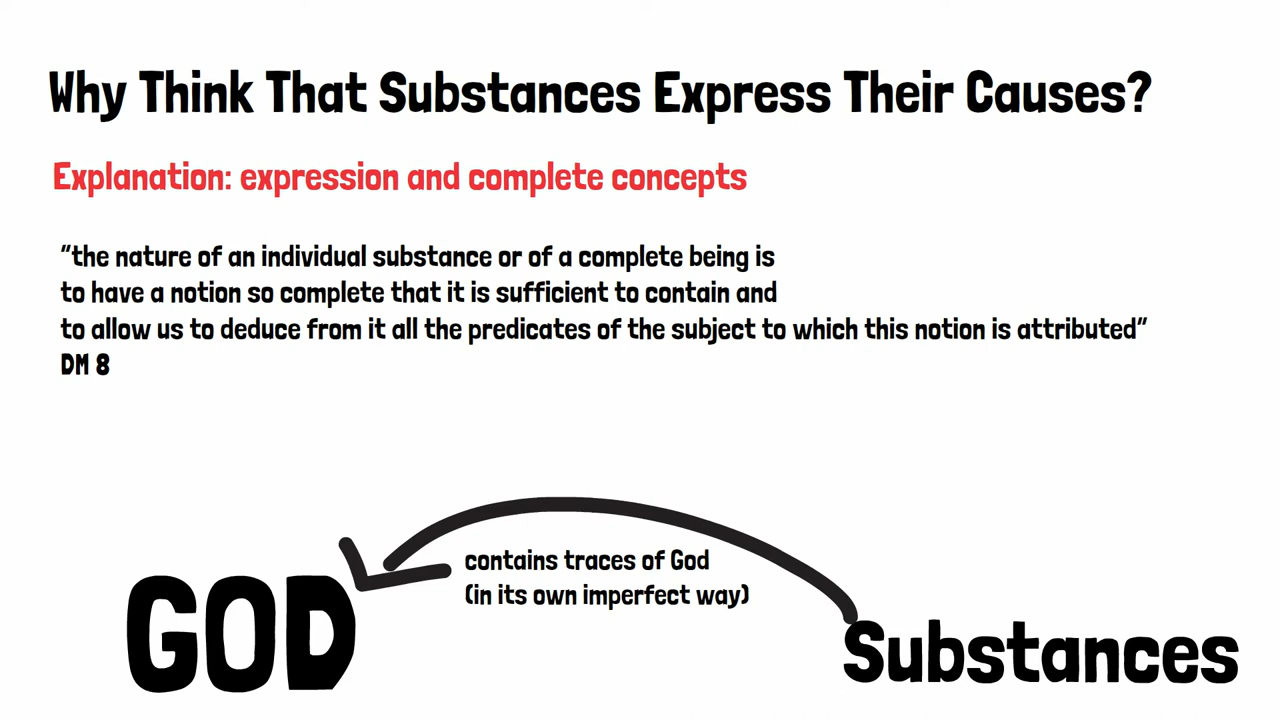 Why Think That Substances Express Their Causes?
Explanation: expression and complete concepts
"the nature of an individual substance or of a complete being is
to have a notion so complete that it is sufficient to contain and
to allow us to deduce from it all the predicates of the subject to which this notion is attributed"
DM 8
contains traces of God
(in its own imperfect way)
GOD
Substances